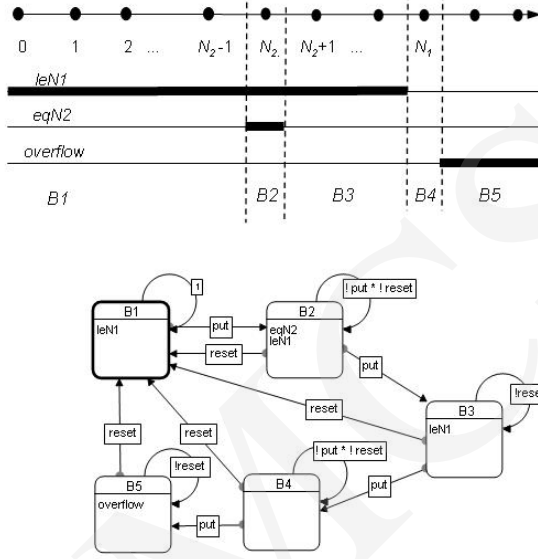 0 1 2 ... N2-1 N2. N2+1 ... N1
leN1
eqN2
overflow
B1 B2 B3 B4 B5
1
! put * ! reset
B1
B2
leN1
put
eqN2
leN1
reset
put
!rese
B3
reset
leN1
reset
reset
! put * ! reset
!reset
put
B5
B4
overflow
put